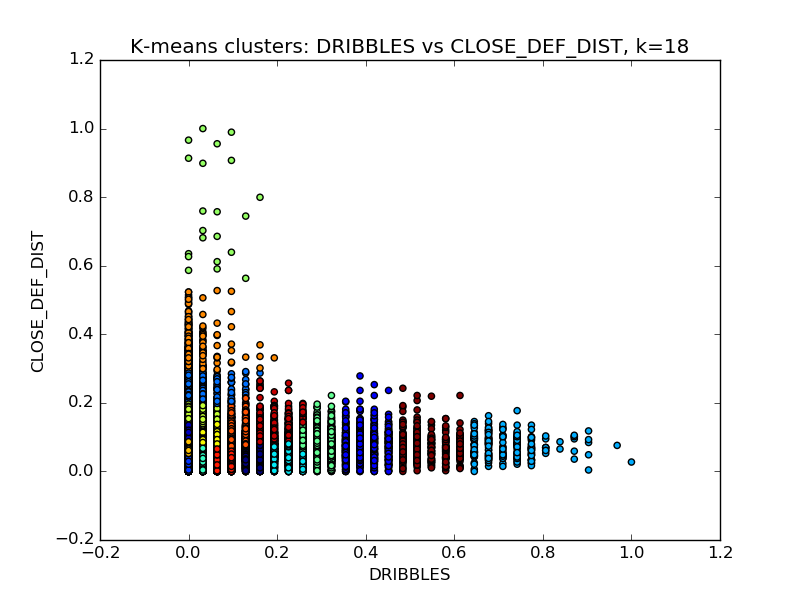 K-means clusters: DRIBBLES vs CLOSE_DEF_DIST, k=18
1.2
1.0
0.8
0.6
0.4
0.2
0.0
−0.2
CLOSE_DEF_DIST
−0.2 0.0 0.2 0.4 0.6 0.8 1.0 1.2
DRIBBLES